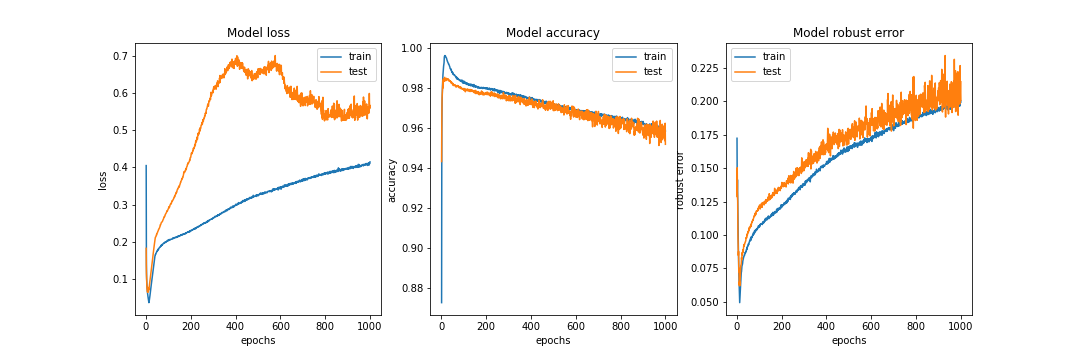 Model loss
train
test
loss
0.7
0.6
0.5
0.4
0.3
0.2
0.1
0 200 400 600 800 1000
epochs
Model accuracy
train
test
accuracy
1.00
0.98
0.96
0.94
0.92
0.90
0.88
0 200 400 600 800 1000
epochs
Model robust error
train
test
robust error
0.225
0.200
0.175
0.150
0.125
0.100
0.075
0.050
0 200 400 600 800 1000
epochs